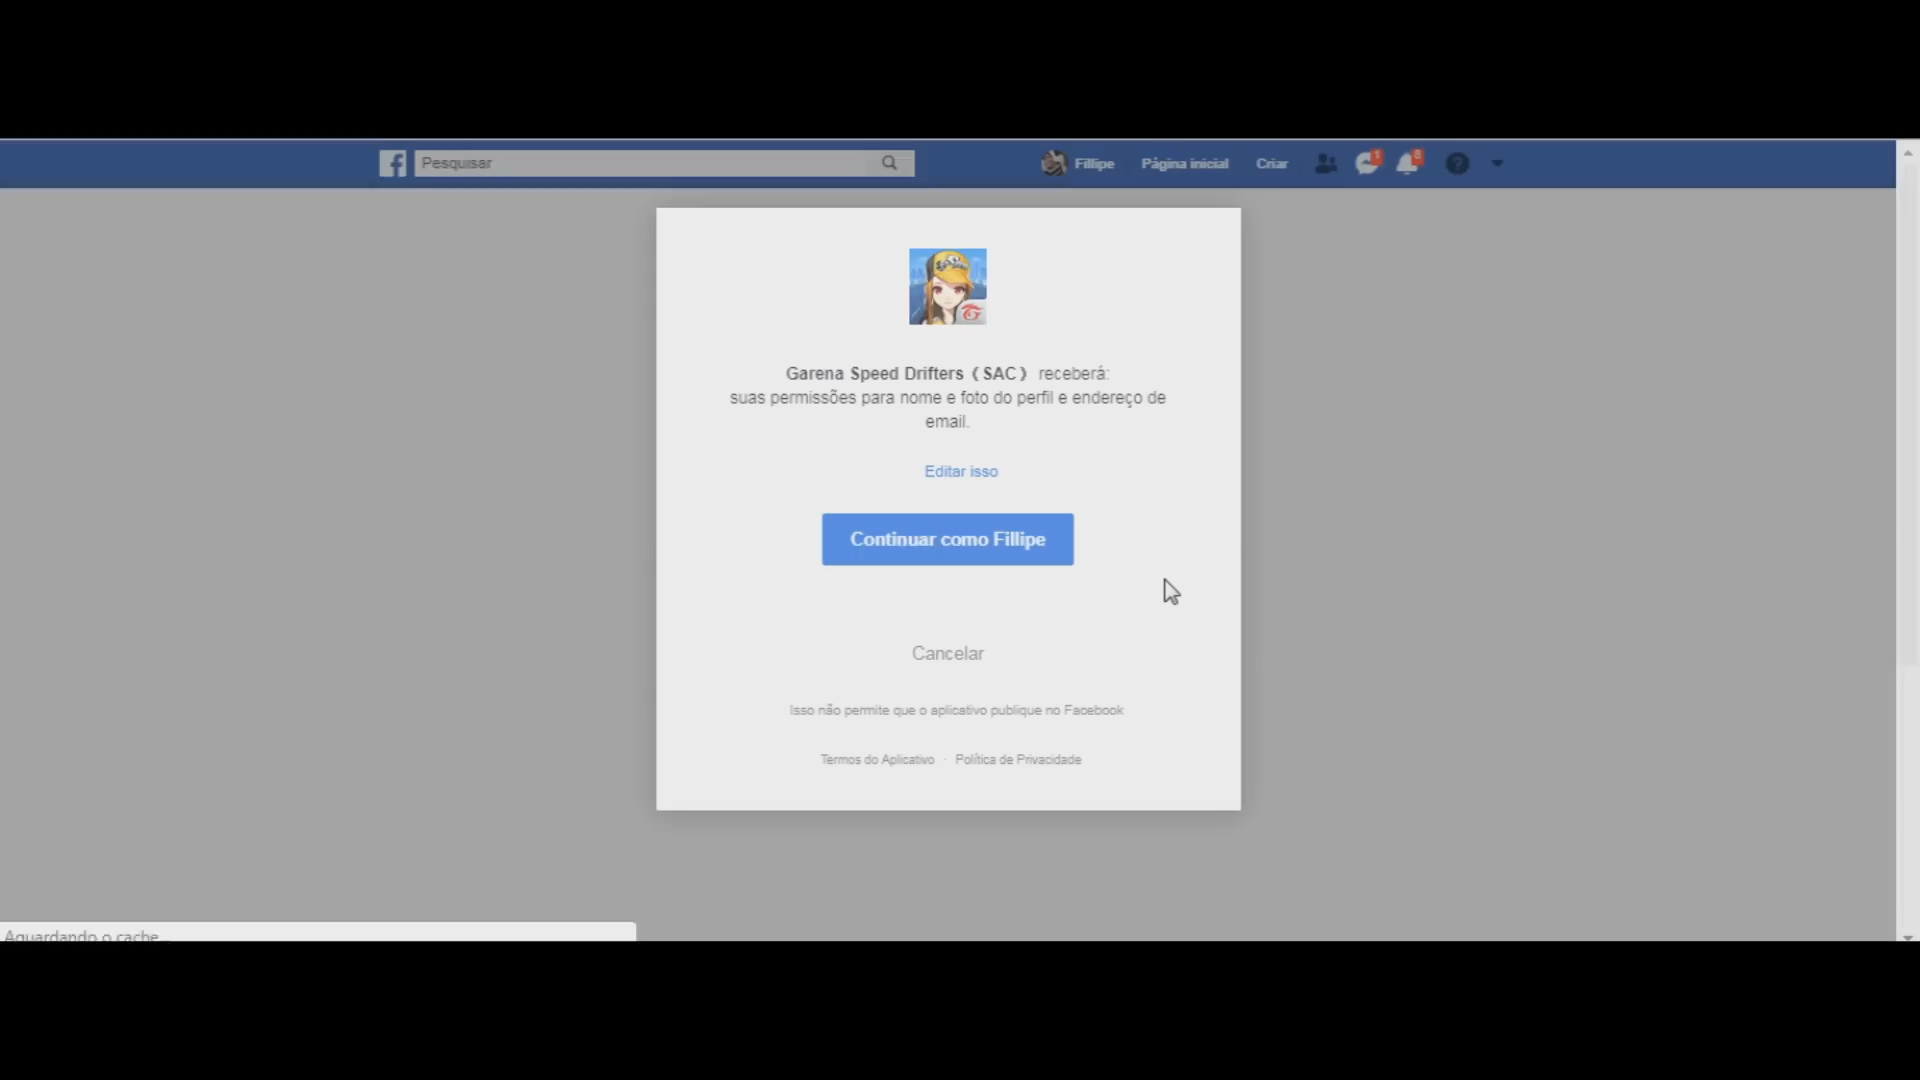 Pesquisar
Fillipe
Página inicial
Criar
1
8
Garena Speed Drifters（SAC） receberá:
suas permissões para nome e foto do perfil e endereço de
email.
Editar isso
Continuar como Fillipe
Cancelar
Isso não permite que o aplicativo publique no Facebook
Termos do Aplicativo · Política de Privacidade
Aguardando o cache...